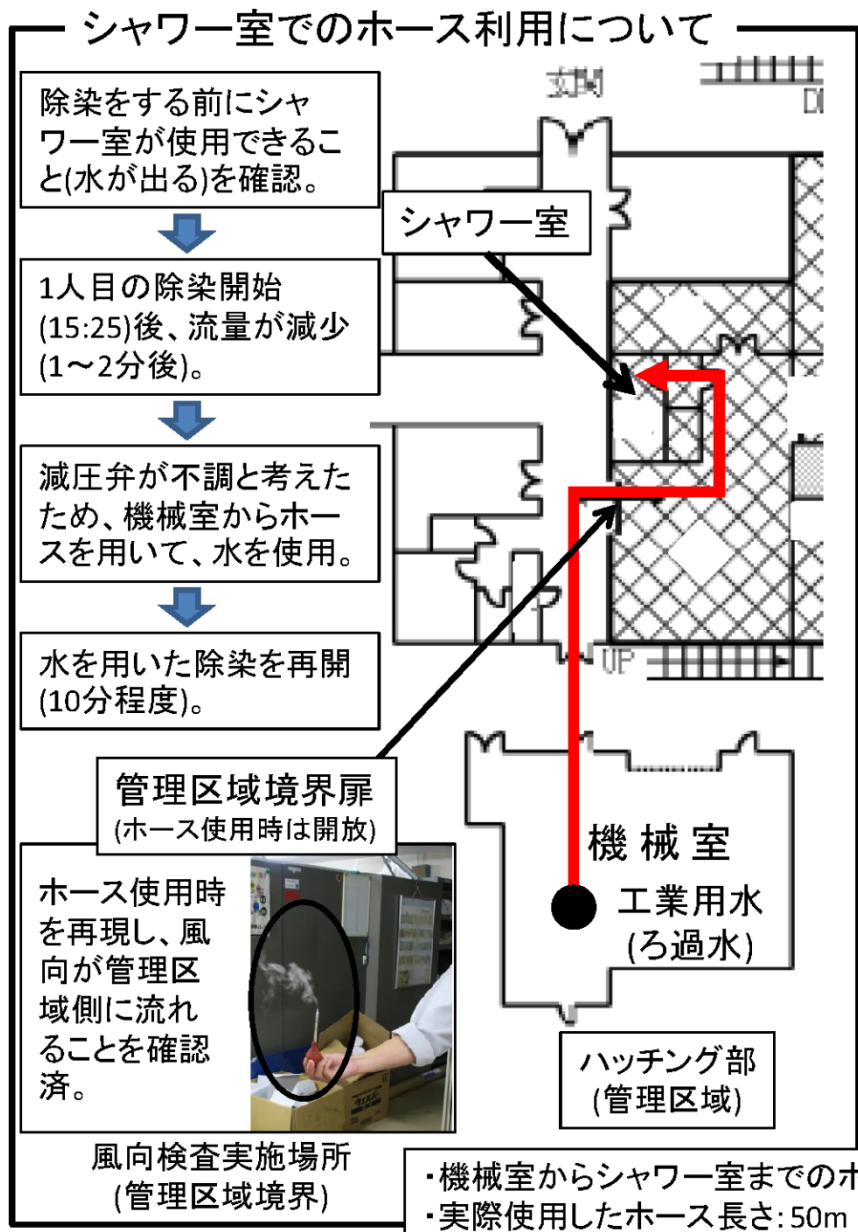 シャワー室でのホース利用について
除染をする前にシャ
ワー室が使用できるこ
と(水が出る)を確認。
1人目の除染開始
(15:25)後、流量が減少
(1～2分後)。
減圧弁が不調と考えた
ため、機械室からホー
スを用いて、水を使用。
水を用いた除染を再開
(10分程度)。
玄関
シャワー室
UP
管理区域境界扉
(ホース使用時は開放)
機械室
工業用水
(ろ過水)
ホース使用時
を再現し、風
向が管理区
域側に流れ
ることを確認
済。
風向検査実施場所
(管理区域境界)
ハッチング部
(管理区域)
・機械室からシャワー室までのホ
・実際使用したホース長さ:50m